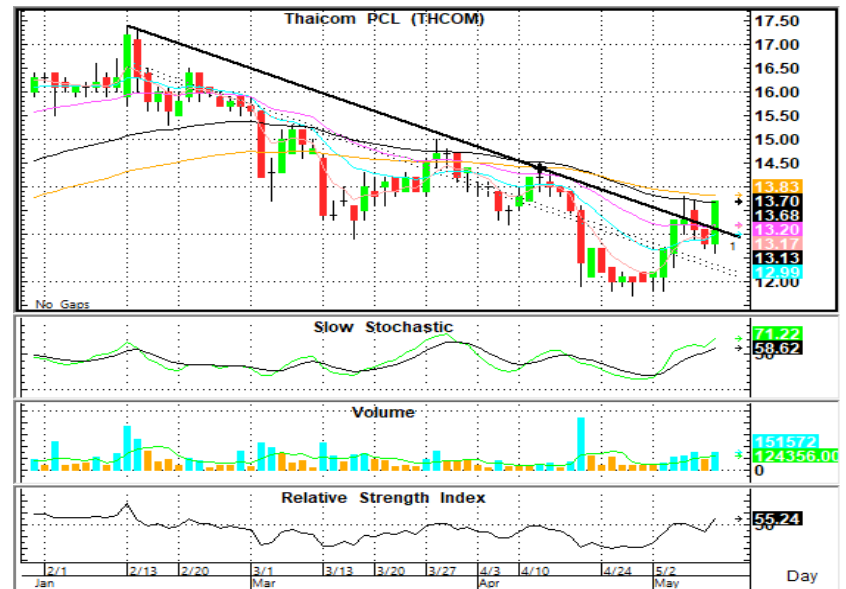 Thaicom PCL (THCOM)
17.50
17.00
16.50
16.00
15.50
15.00
14.50
13.83
13.70
13.68
13.20
13.17
13.13
12.99
12.00
1
No Gaps
Slow Stochastic
71.22
58.62
Volume
151572
124356.00
0
Relative Strength Index
55.24
2/1 2/13 2/20 3/1 3/13 3/20 3/27 4/3 4/10 4/24 5/2
Jan Mar Apr May
Day